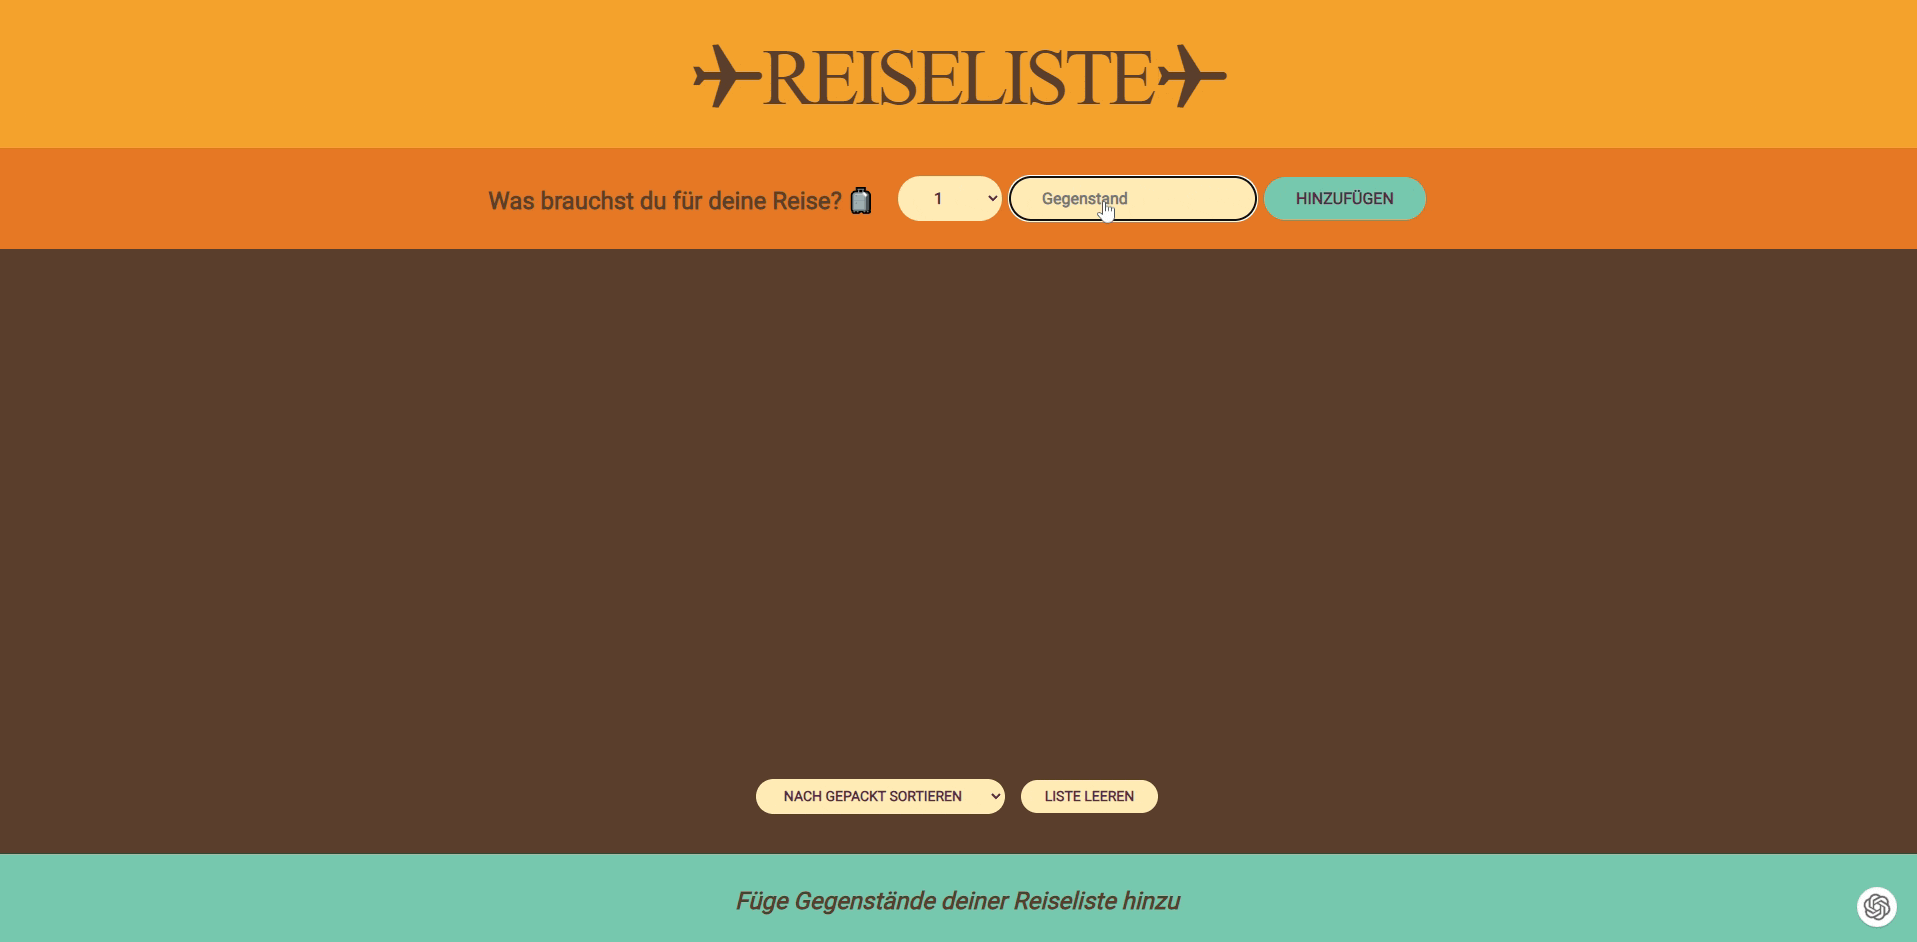 REISELISTE
Was brauchst du für deine Reise?
1
Gegenstand
HINZUFÜGEN
NACH GEPACKT SORTIEREN
LISTE LEEREN
Füge Gegenstände deiner Reiseliste hinzu